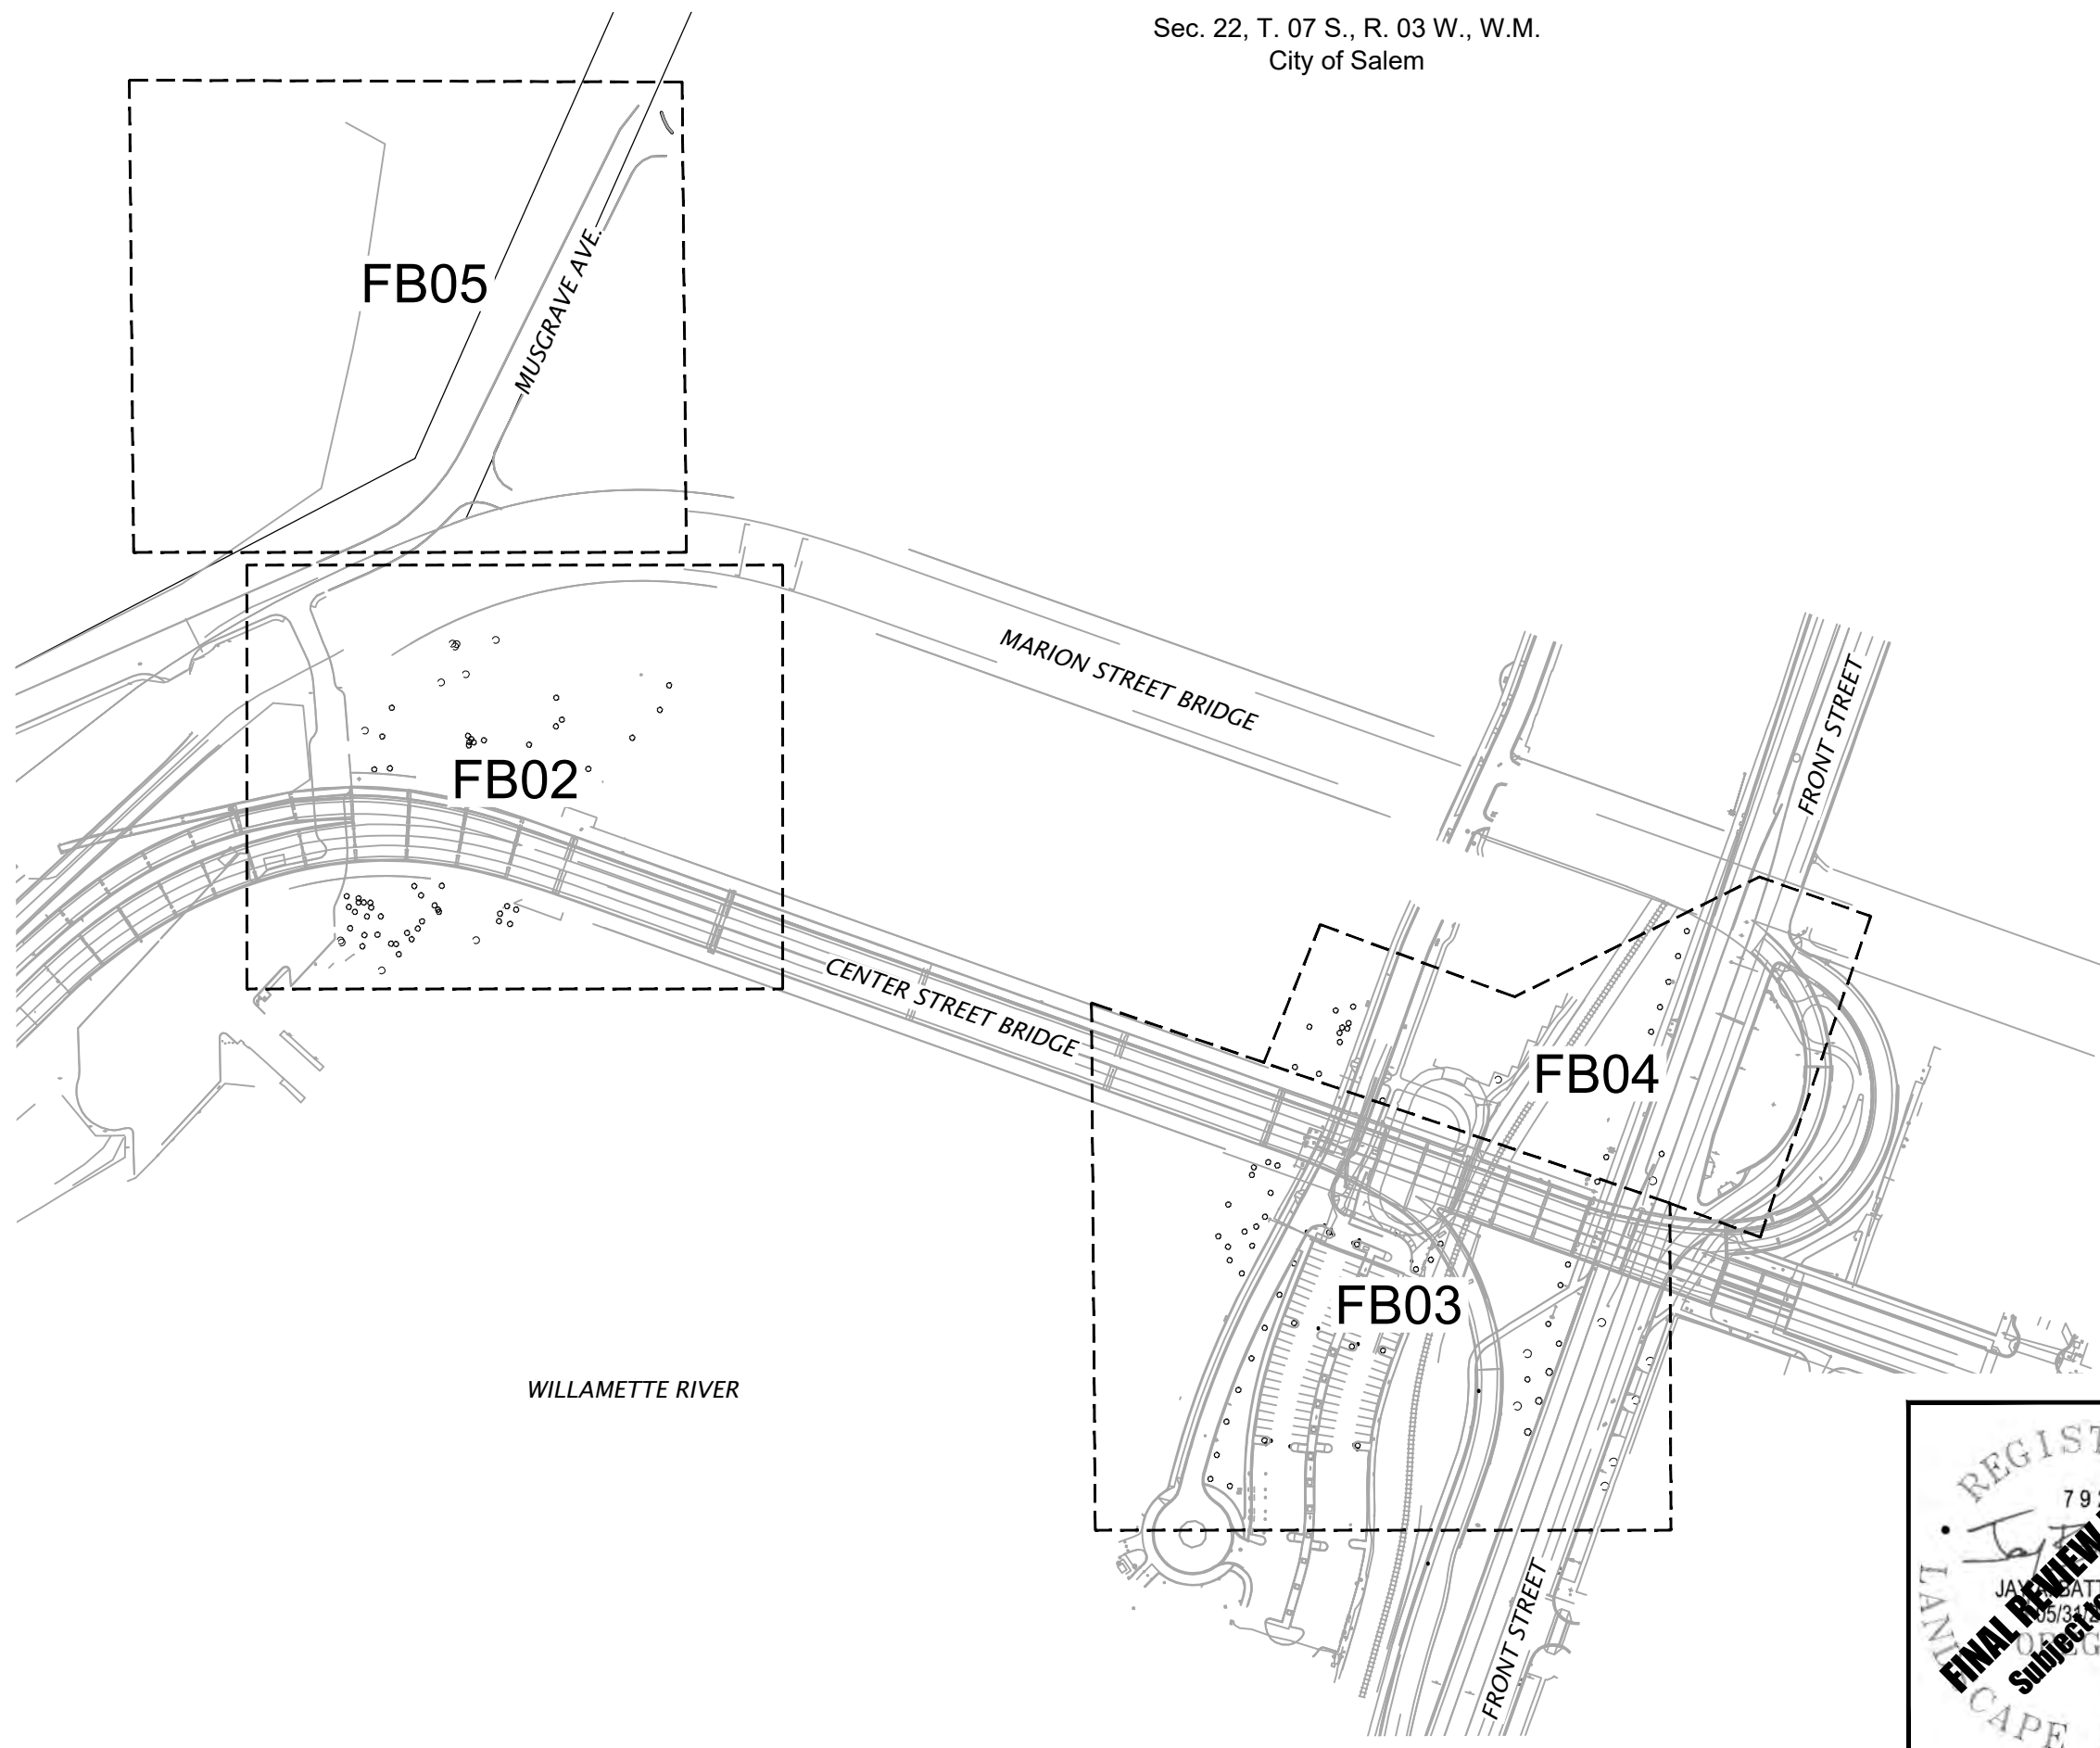 Sec. 22, T. 07 S., R. 03 W., W.M.
City of Salem
FB05
MUSGRAVE AVE.
MARION STREET BRIDGE
FRONT STREET
FB02
CENTER STREET BRIDGE
FB04
FB03
WILLAMETTE RIVER
FRONT STREET
FINAL REVIEW